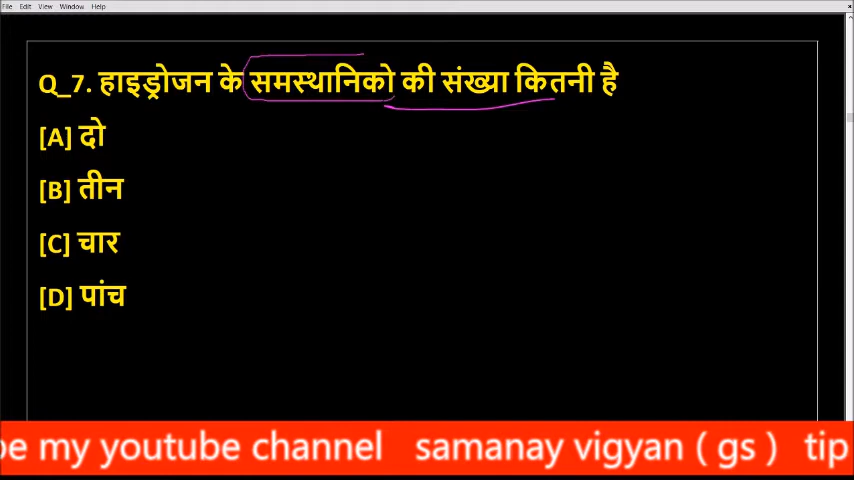 File Edit View Window Help
Q_7. हाइड्रोजन के समस्थानिको की संख्या कितनी है
[A] दो
[B] तीन
[C] चार
[D] पांच
be my youtube channel samanay vigyan ( gs ) tip